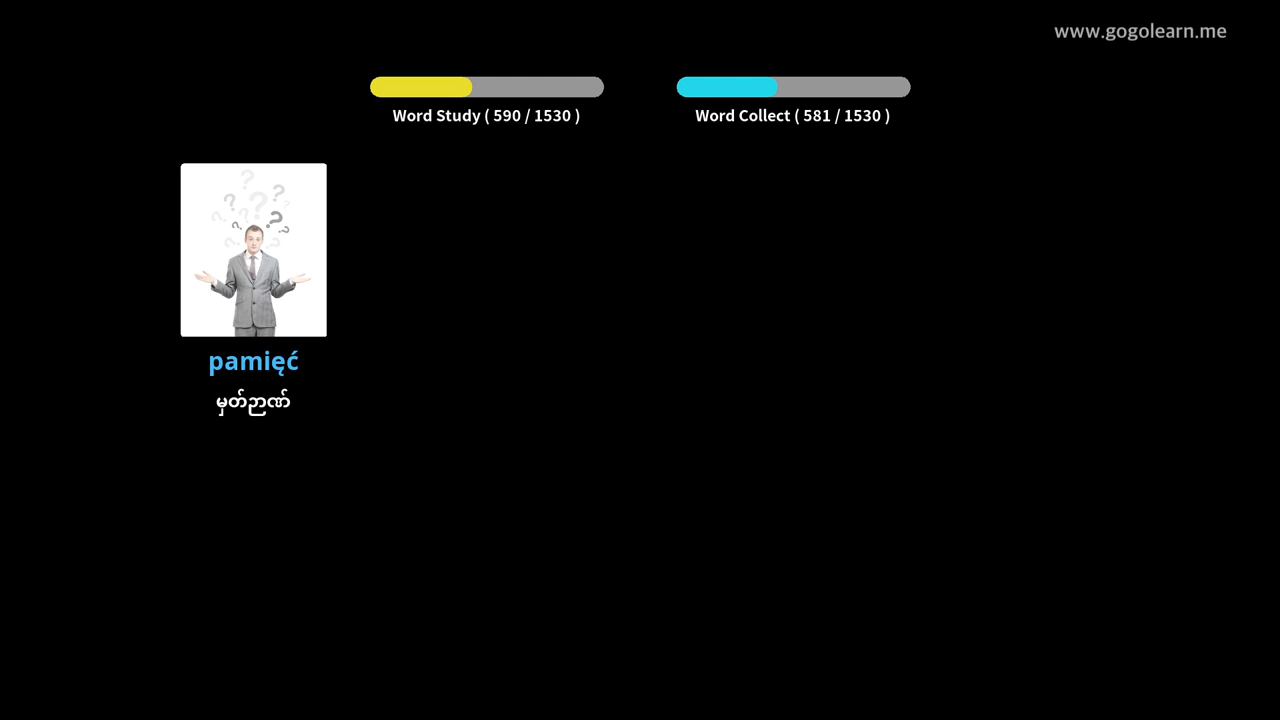 www.gogolearn.me
Word Study ( 590 / 1530 )
Word Collect ( 581 / 1530 )
pamięć
မှတ်ဉာဏ်